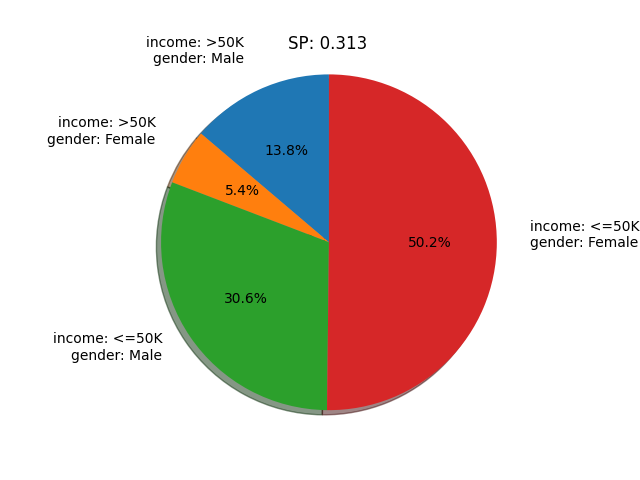 SP: 0.313
income: >50K
gender: Male
income: >50K
gender: Female
13.8%
5.4%
50.2%
income: <=50K
gender: Female
30.6%
income: <=50K
gender: Male